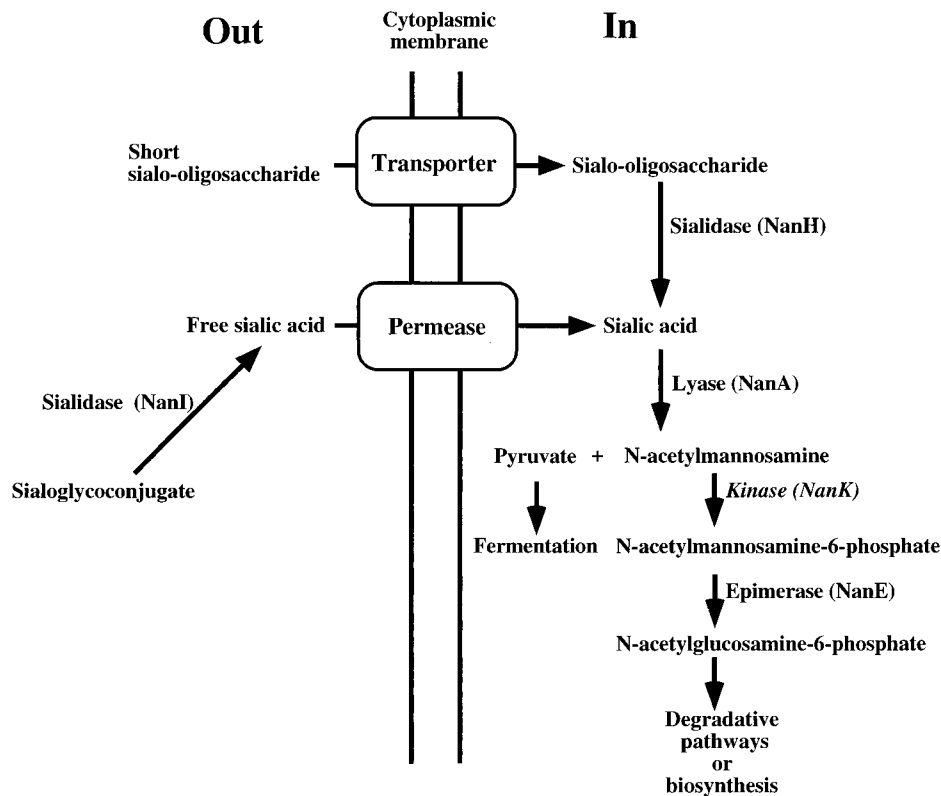 Out
Cytoplasmic
membrane
In
Short
sialo-oligosaccharide
Transporter
Sialo-oligosaccharide
Sialidase (NanH)
Free sialic acid
Permease
Sialic acid
Sialidase (NanI)
Lyase (NanA)
Sialoglycoconjugate
Pyruvate + N-acetylmannosamine
Kinase (NanK)
Fermentation
N-acetylmannosamine-6-phosphate
Epimerase (NanE)
N-acetylglucosamine-6-phosphate
Degradative
pathways
or
biosynthesis